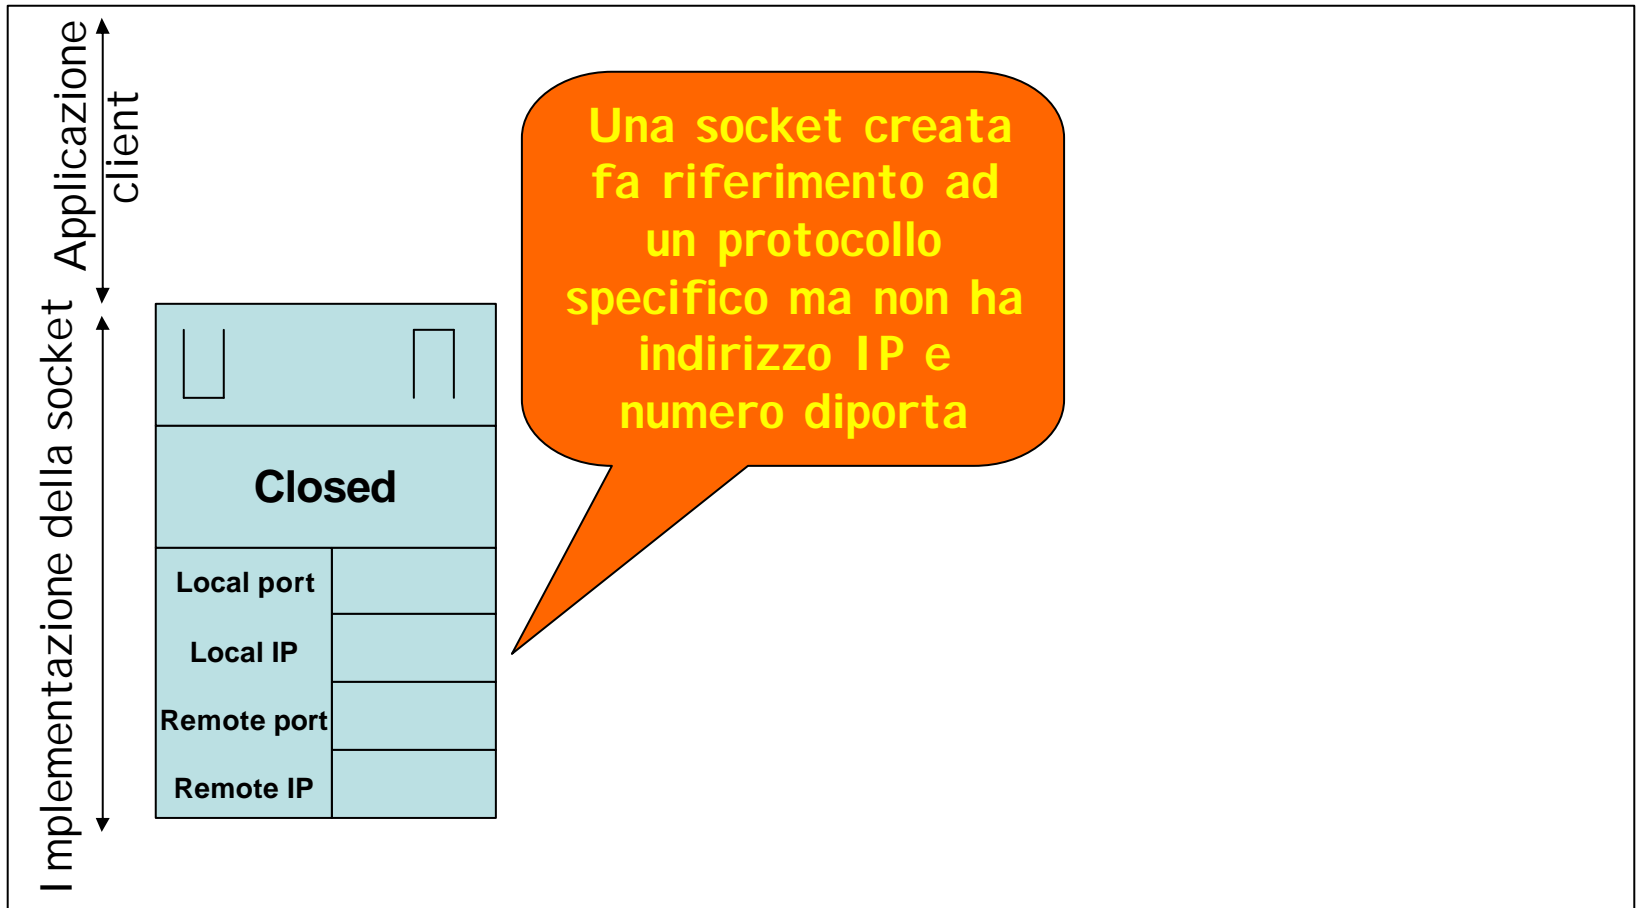 Applicazione
client
Implementazione della socket
Una socket creata
fa riferimento ad
un protocollo
specifico ma non ha
indirizzo IP e
numero diporta
Closed
Local port
Local IP
Remote port
Remote IP